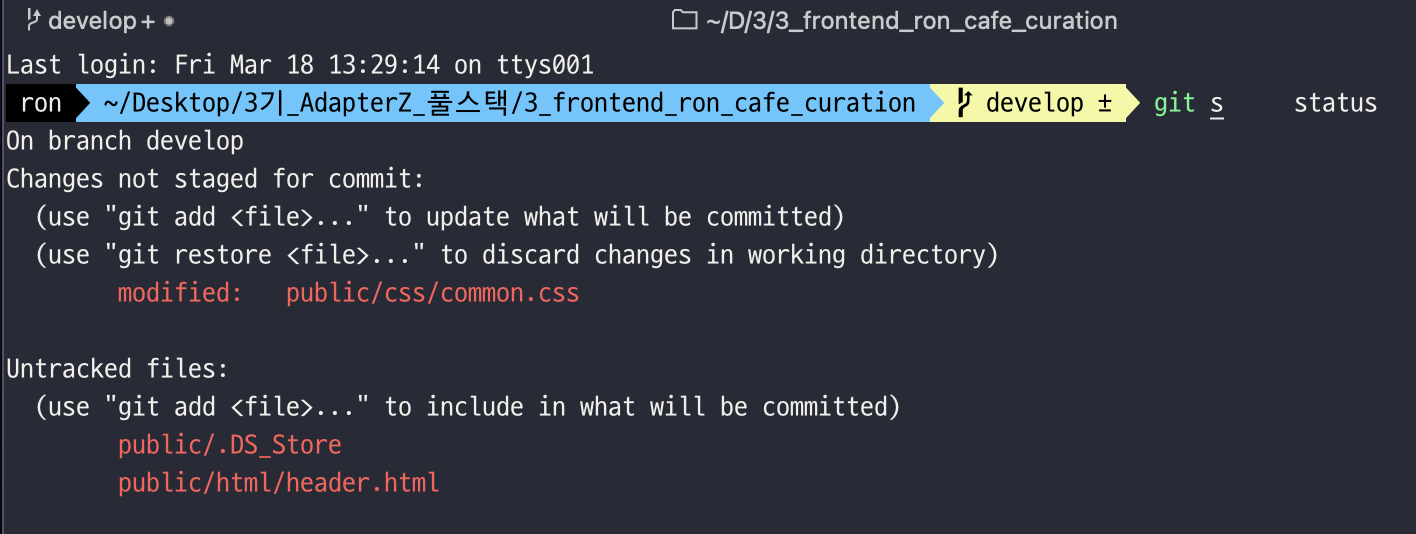 develop+ •
~/D/3/3_frontend_ron_cafe_curation
Last login: Fri Mar 18 13:29:14 on ttys001
ron ~/Desktop/3기_AdapterZ_풀스택/3_frontend_ron_cafe_curation develop ± git s status
On branch develop
Changes not staged for commit:
(use "git add <file>..." to update what will be committed)
(use "git restore <file>..." to discard changes in working directory)
modified: public/css/common.css
Untracked files:
(use "git add <file>..." to include in what will be committed)
public/.DS_Store
public/html/header.html